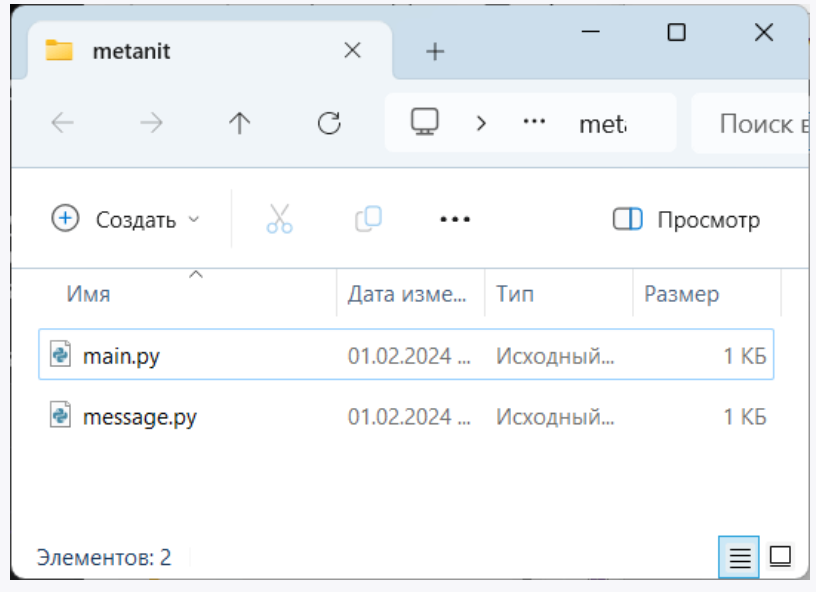 metanit
... meta Поиск в
Создать ... Просмотр
Имя Дата изме... Тип Размер
main.py 01.02.2024 ... Исходный... 1 КБ
message.py 01.02.2024 ... Исходный... 1 КБ
Элементов: 2